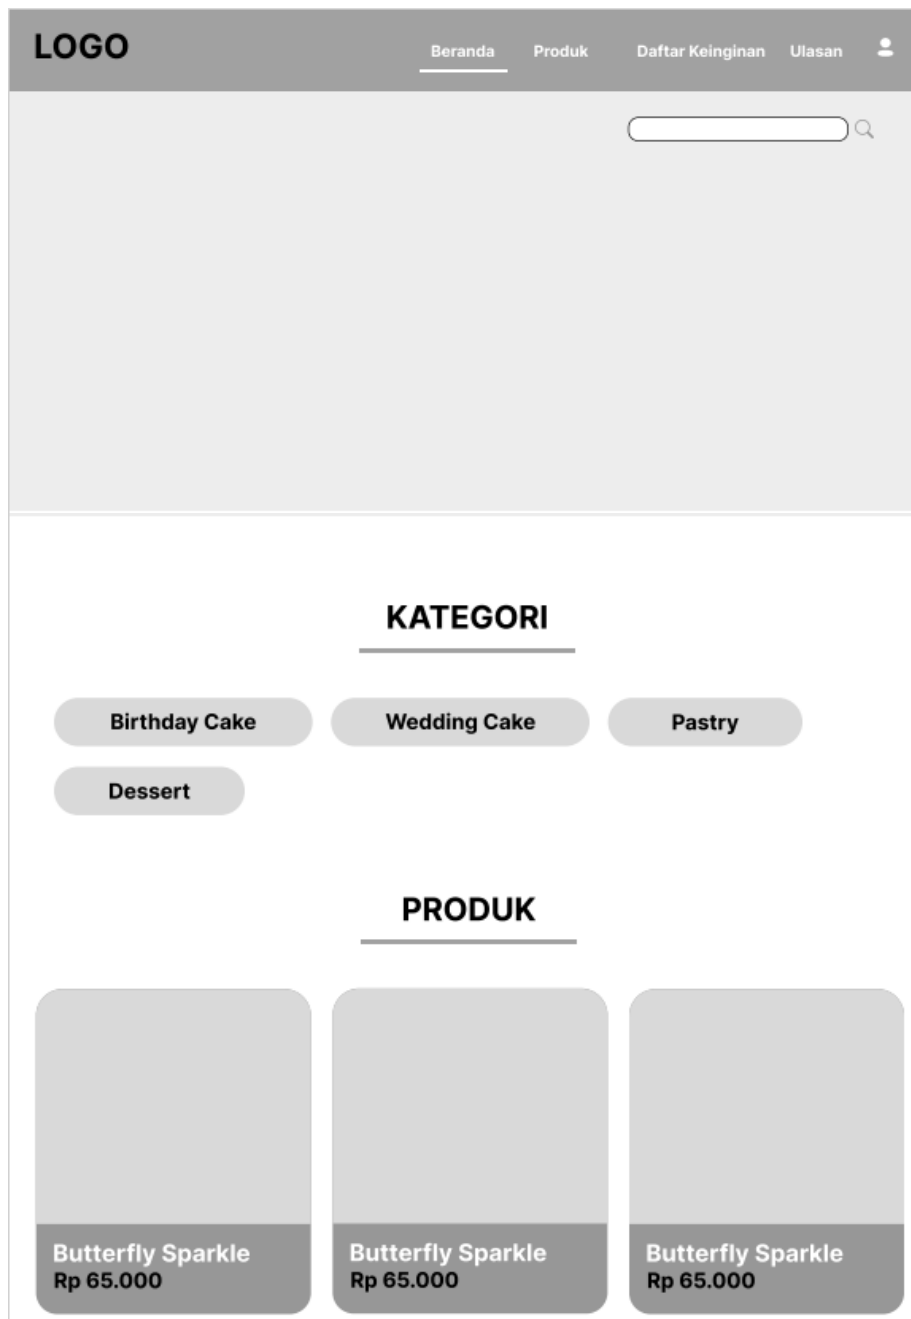 LOGO
Beranda Produk Daftar Keinginan Ulasan
KATEGORI
Birthday Cake Wedding Cake Pastry
Dessert
PRODUK
Butterfly Sparkle
Rp 65.000
Butterfly Sparkle
Rp 65.000
Butterfly Sparkle
Rp 65.000